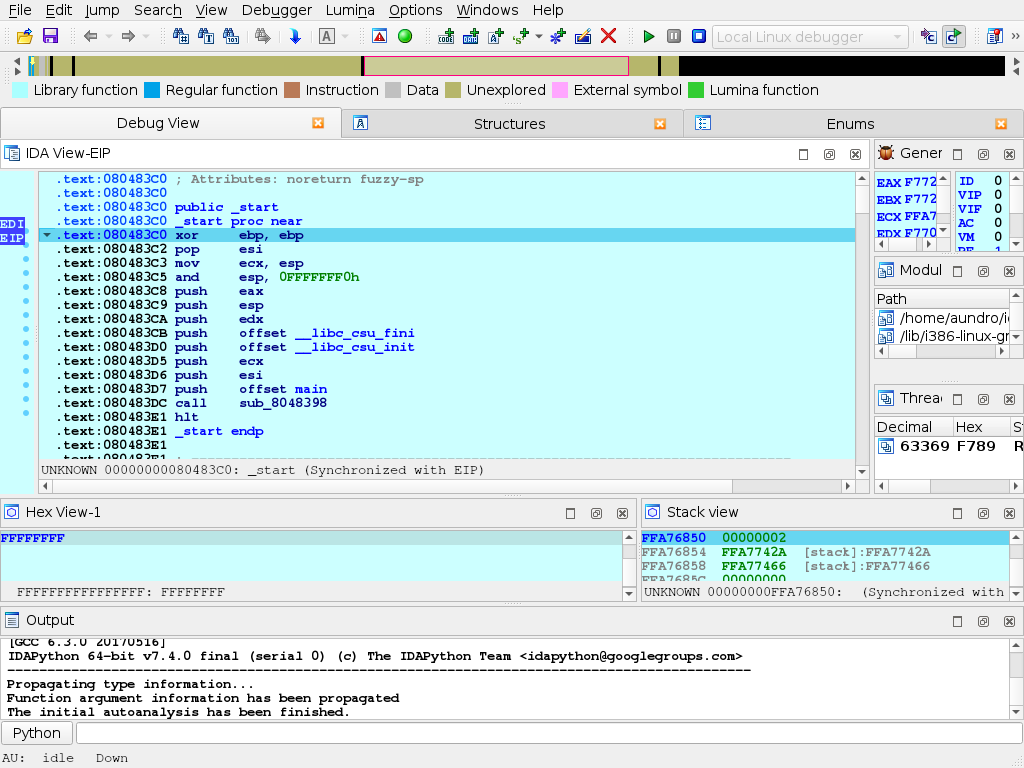 File Edit Jump Search View Debugger Lumina Options Windows Help
Local Linux debugger
Library function Regular function Instruction Data Unexplored External symbol Lumina function
Debug View Structures Enums
IDA View-EIP
Gener
.text:080483C0 ; Attributes: noreturn fuzzy-sp
.text:080483C0
.text:080483C0 public _start
.text:080483C0 _start proc near
.text:080483C0 xor ebp, ebp
.text:080483C2 pop esi
.text:080483C3 mov ecx, esp
.text:080483C5 and esp, 0FFFFFFF0h
.text:080483C8 push eax
.text:080483C9 push esp
.text:080483CA push edx
.text:080483CB push offset __libc_csu_fini
.text:080483D0 push offset __libc_csu_init
.text:080483D5 push ecx
.text:080483D6 push esi
.text:080483D7 push offset main
.text:080483DC call sub_8048398
.text:080483E1 hlt
.text:080483E1 _start endp
.text:080483E1
.text:080483E1 ; ---------------------------------------------------------------------------
UNKNOWN 00000000080483C0: _start (Synchronized with EIP)
EDI
EIP
EAX F772
EBX F772
ECX FFA7
EDX F770
ID 0
VIP 0
VIF 0
AC 0
VM 0
RF 1
Modul
Path
/home/aundro/i
/lib/i386-linux-gr
Threa
Decimal Hex S
63369 F789 R
Hex View-1
FFFFFFFF
FFFFFFFFFFFFFFFF: FFFFFFFF
Stack view
FFA76850 00000002
FFA76854 FFA7742A [stack]:FFA7742A
FFA76858 FFA77466 [stack]:FFA77466
FFA7685C 00000000
UNKNOWN 00000000FFA76850: (Synchronized with
Output
[GCC 6.3.0 20170516]
IDAPython 64-bit v7.4.0 final (serial 0) (c) The IDAPython Team <idapython@googlegroups.com>
---------------------------------------------------------------------------------------------
Propagating type information...
Function argument information has been propagated
The initial autoanalysis has been finished.
Python
AU: idle Down